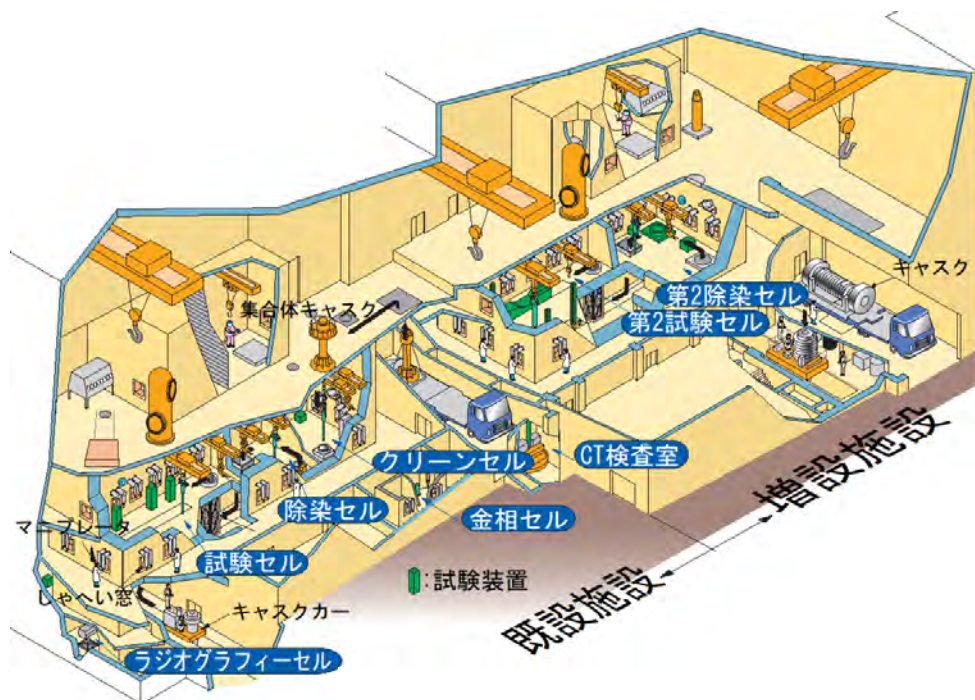 キャスク
集合体キャスク
第2除染セル
第2試験セル
クリーンセル
CT検査室
除染セル
金相セル
マニプレータ
試験セル
:試験装置
しゃへい窓
キャスクカー
ラジオグラフィーセル
増設施設
既設施設